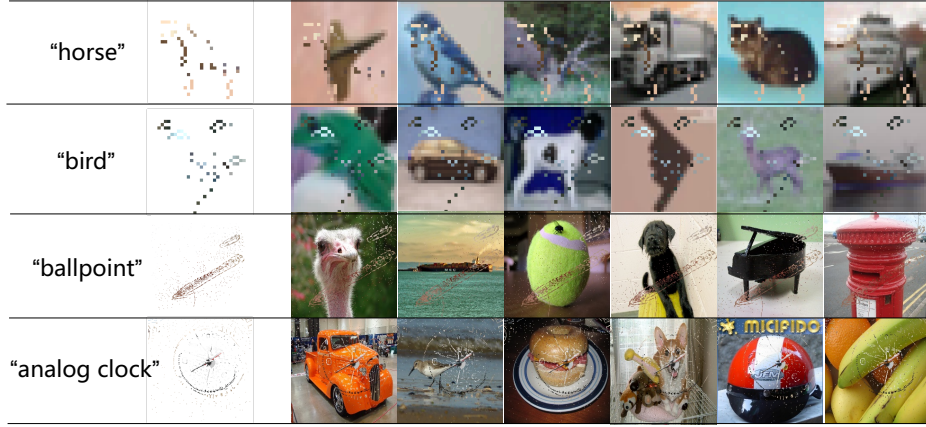 “horse”
“bird”
“ballpoint”
“analog clock”
MICIPIDO